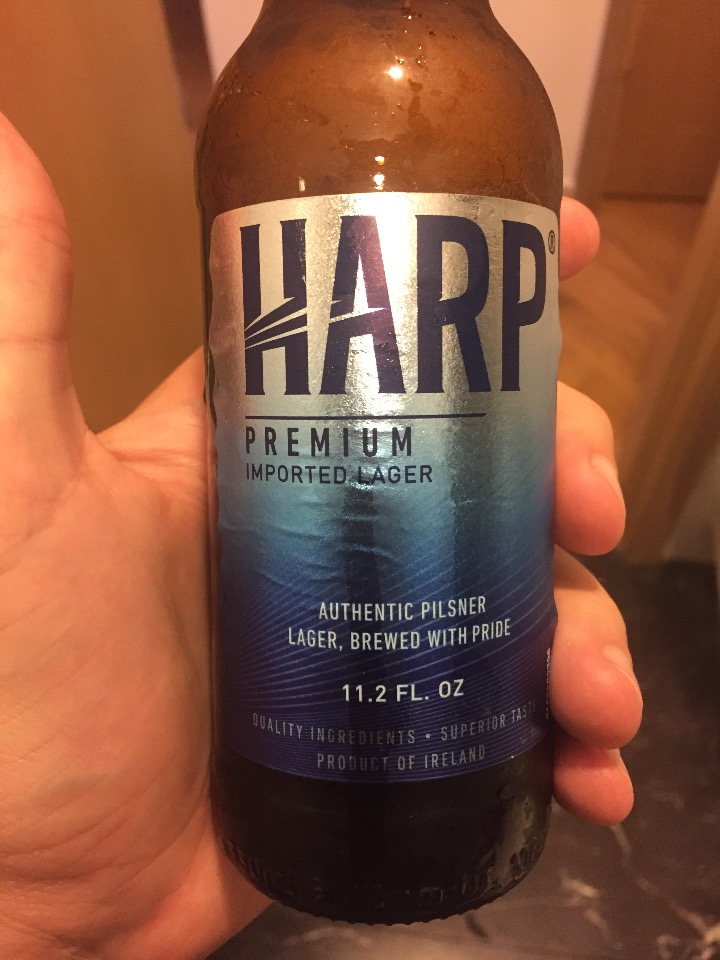 HARP®
PREMIUM
IMPORTED LAGER
AUTHENTIC PILSNER
LAGER, BREWED WITH PRIDE
11.2 FL. OZ
QUALITY INGREDIENTS • SUPERIOR TASTE
PRODUCT OF IRELAND